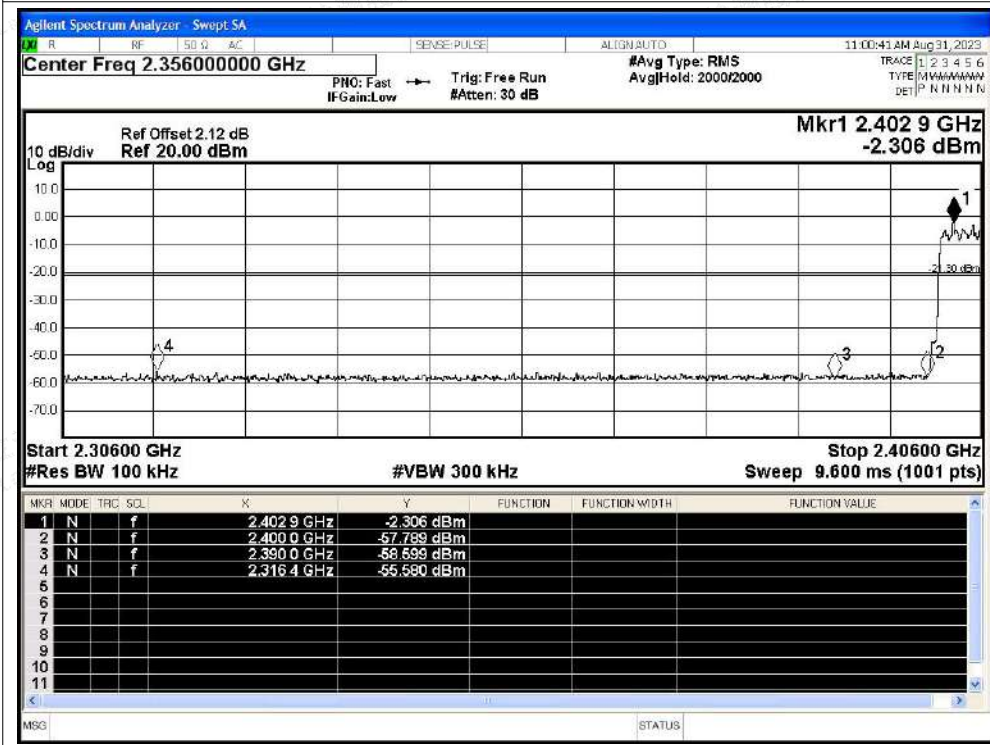 Agilent Spectrum Analyzer - Swept SA
LXI R RF 50 Ω AC SENSE:PULSE ALIGN AUTO 11:00:41 AM Aug 31, 2023
Center Freq 2.356000000 GHz #Avg Type: RMS TRACE 1 2 3 4 5 6
PNO: Fast Trig: Free Run Avg|Hold: 2000/2000 TYPE M
IFGain:Low #Atten: 30 dB DET P N N N N N
Mkr1 2.402 9 GHz
Ref Offset 2.12 dB
10 dB/div Ref 20.00 dBm -2.306 dBm
Log
10.0
1
0.00
-10.0
-20.0
-21.30 dBm
-30.0
-40.0
4
3
2
-50.0
-60.0
-70.0
Start 2.30600 GHz Stop 2.40600 GHz
#Res BW 100 kHz #VBW 300 kHz Sweep 9.600 ms (1001 pts)
MKR MODE TRC SCL X Y FUNCTION FUNCTION WIDTH FUNCTION VALUE
1 N f 2.402 9 GHz -2.306 dBm
2 N f 2.400 0 GHz -57.789 dBm
3 N f 2.390 0 GHz -58.599 dBm
4 N f 2.316 4 GHz -55.580 dBm
5
6
7
8
9
10
11
MSG STATUS